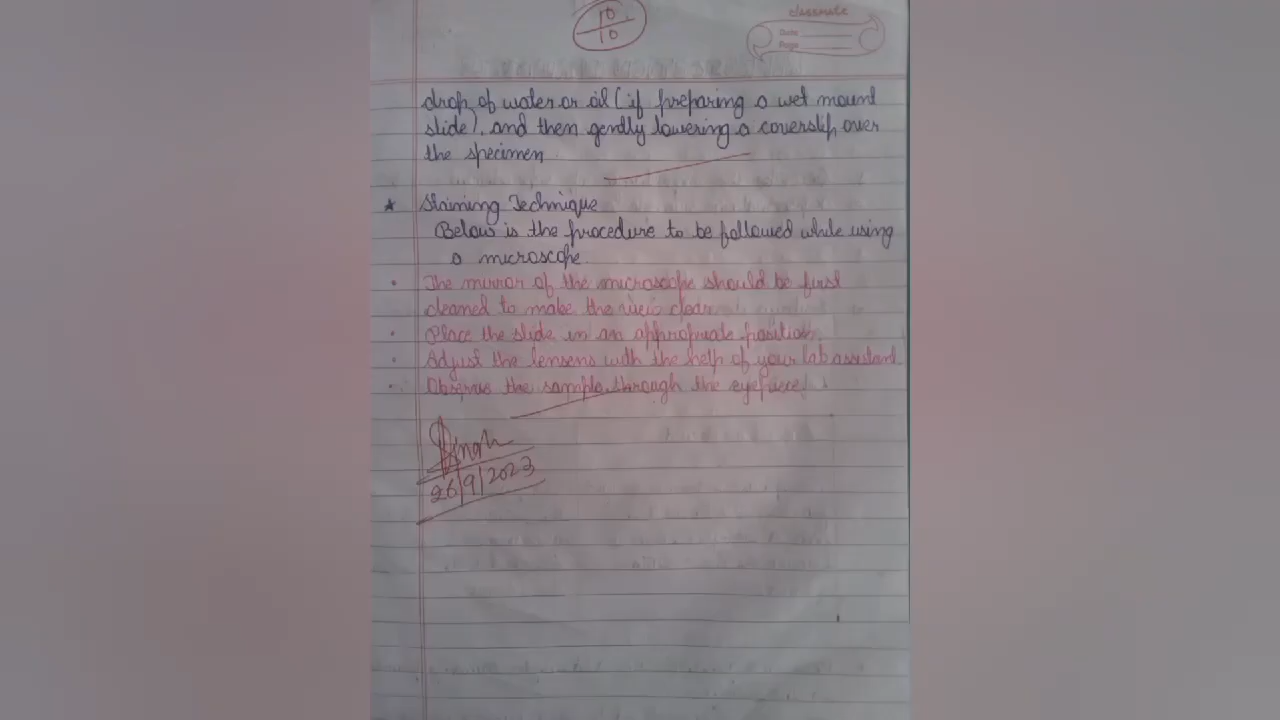 10
10
classmate
Date
Page
drop of water or oil (if preparing a wet mount
slide), and then gently lowering a coverslip over
the specimen
* Staining Technique
Below is the procedure to be followed while using
a microscope.
• The mirror of the microscope should be first
cleaned to make the view clear
• Place the slide in an appropriate position.
• Adjust the lensens with the help of your lab assistant
• Observe the sample through the eyepiece.
Singh
26/9/2023